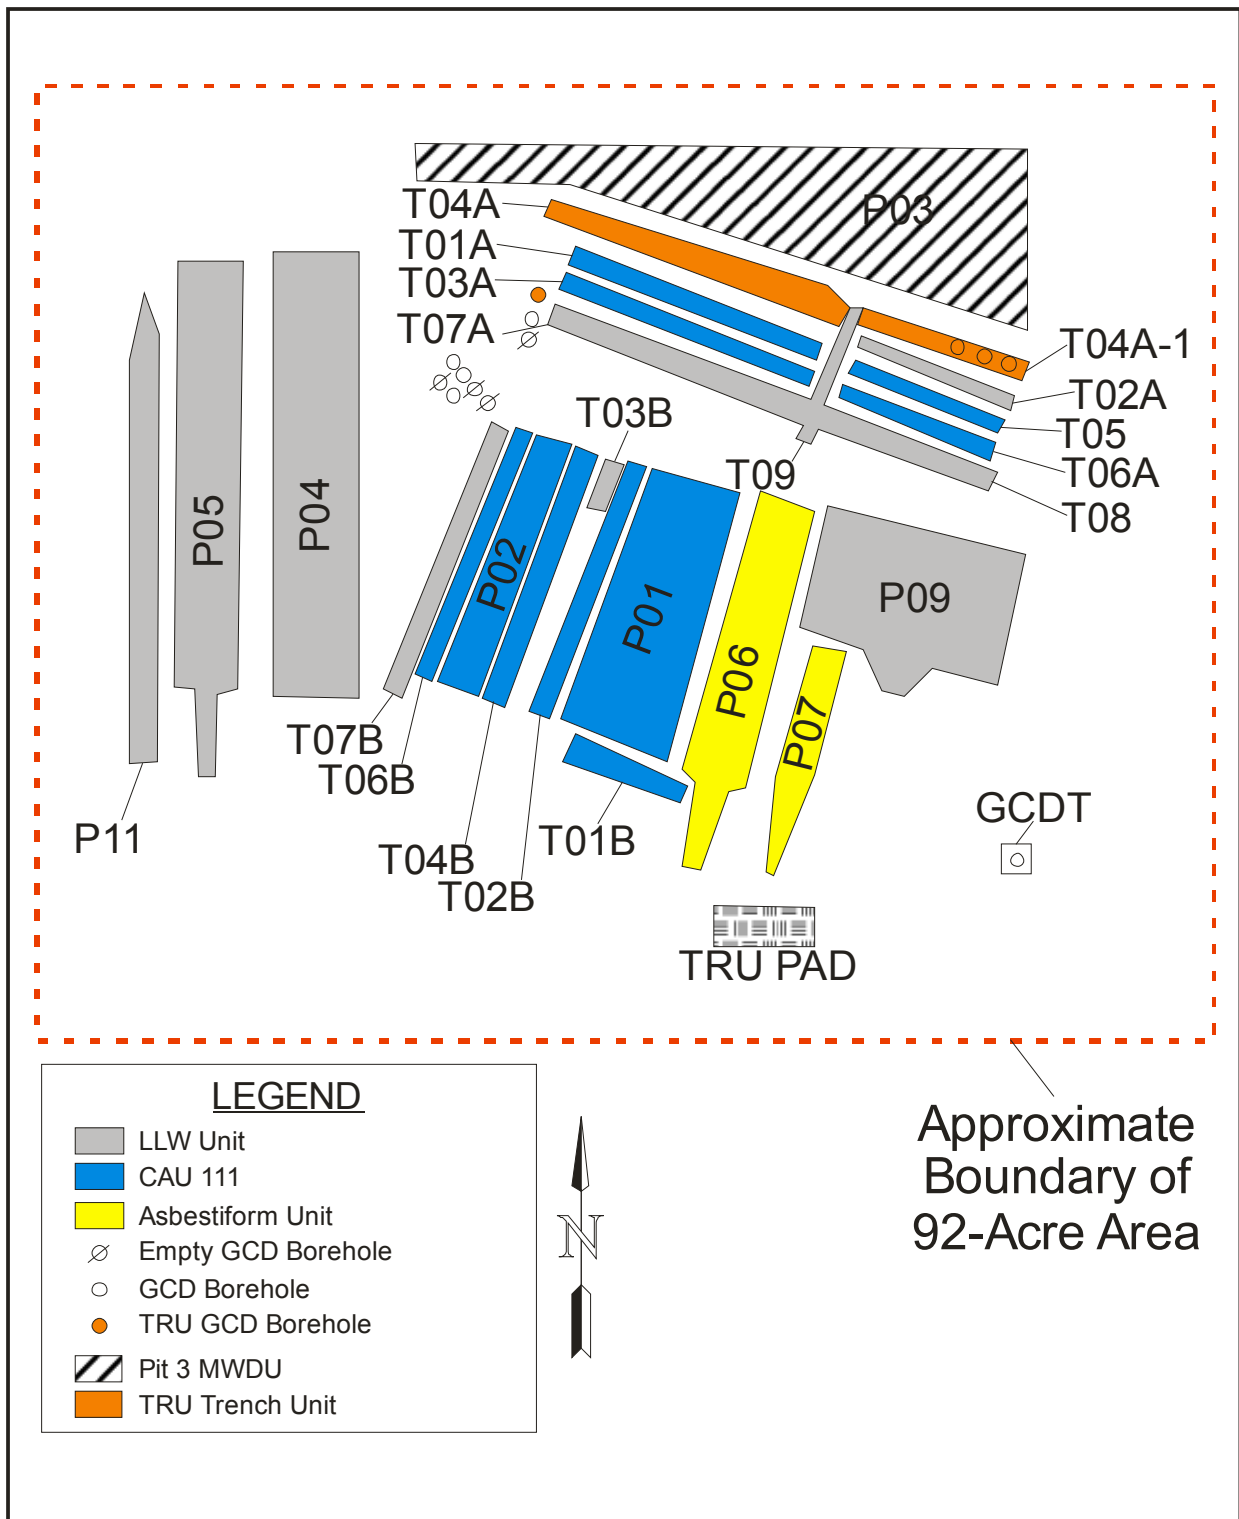 P03
T04A
T01A
T03A
T07A
T04A-1
T02A
T05
T06A
T08
T09
T03B
P05
P04
P02
P01
P06
P07
P09
P11
T07B
T06B
T04B
T02B
T01B
GCDT
TRU PAD
LEGEND
LLW Unit
CAU 111
Asbestiform Unit
Empty GCD Borehole
GCD Borehole
TRU GCD Borehole
Pit 3 MWDU
TRU Trench Unit
N
Approximate
Boundary of
92-Acre Area